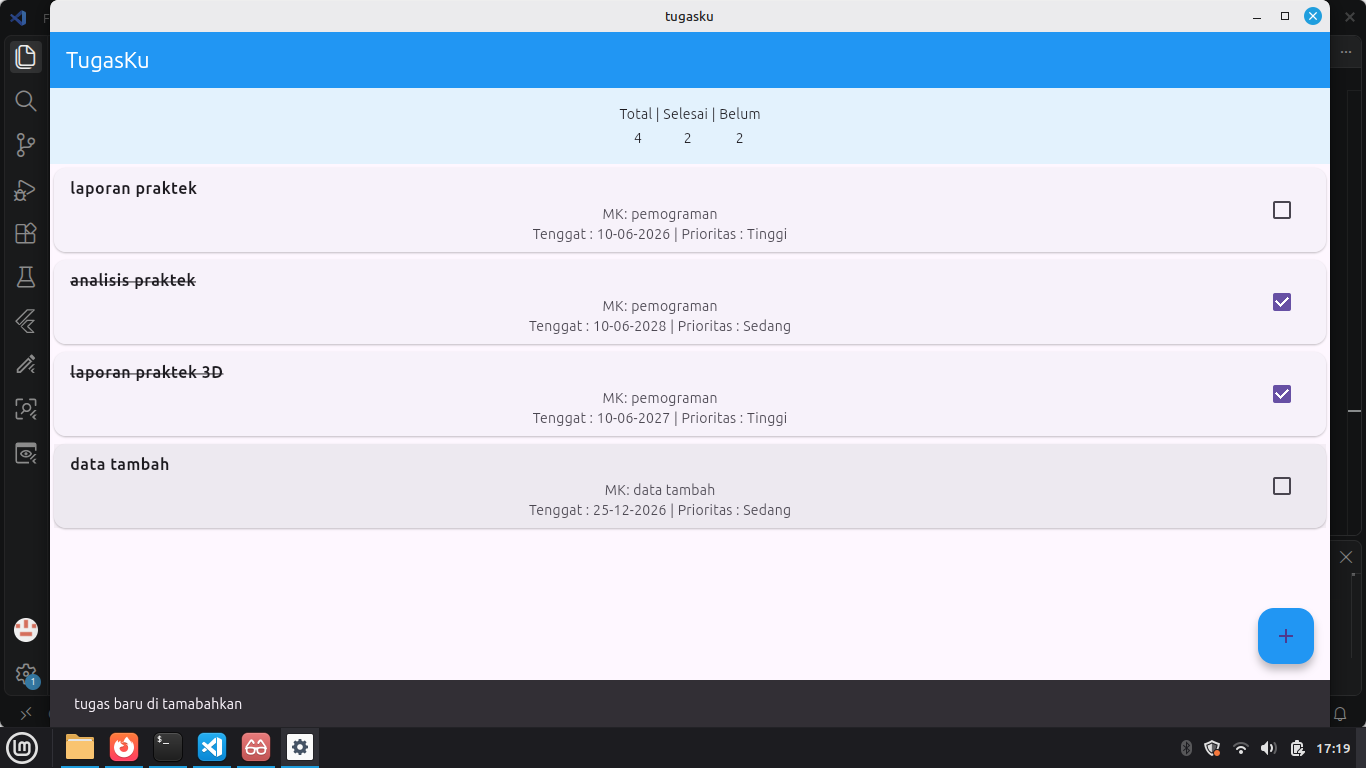 F
tugasku
TugasKu
Total | Selesai | Belum
4 2 2
laporan praktek
MK: pemograman
Tenggat : 10-06-2026 | Prioritas : Tinggi
analisis praktek
MK: pemograman
Tenggat : 10-06-2028 | Prioritas : Sedang
laporan praktek 3D
MK: pemograman
Tenggat : 10-06-2027 | Prioritas : Tinggi
data tambah
MK: data tambah
Tenggat : 25-12-2026 | Prioritas : Sedang
tugas baru di tamabahkan
1
17:19